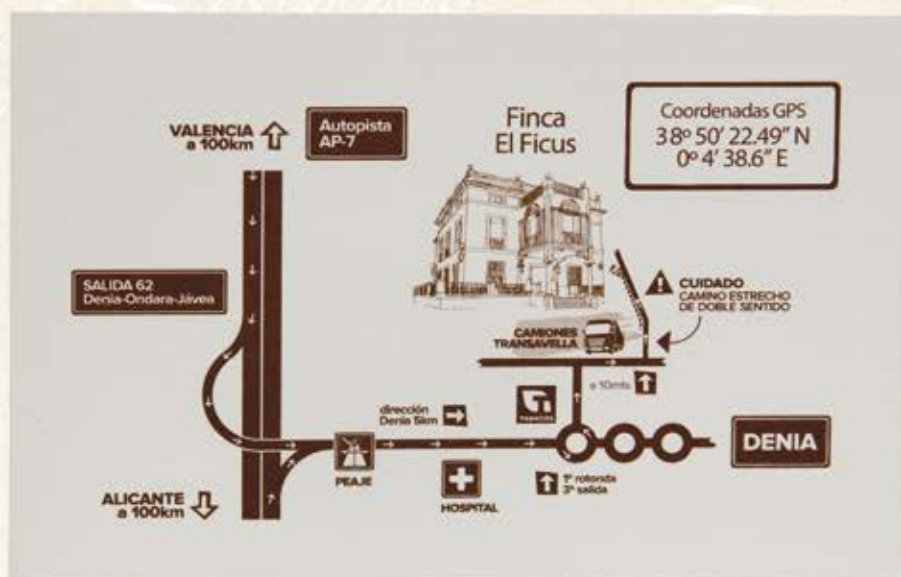 VALENCIA
a 100km
Autopista
AP-7
Finca
El Ficus
Coordenadas GPS
38º 50' 22.49" N
0º 4' 38.6" E
SALIDA 62
Denia-Ondara-Jávea
CUIDADO
CAMINO ESTRECHO
DE DOBLE SENTIDO
CAMIONES
TRANSAVELLA
a 10mts
TABACOS
dirección
Denia 5km
DENIA
PEAJE
HOSPITAL
1ª rotonda
3ª salida
ALICANTE
a 100km